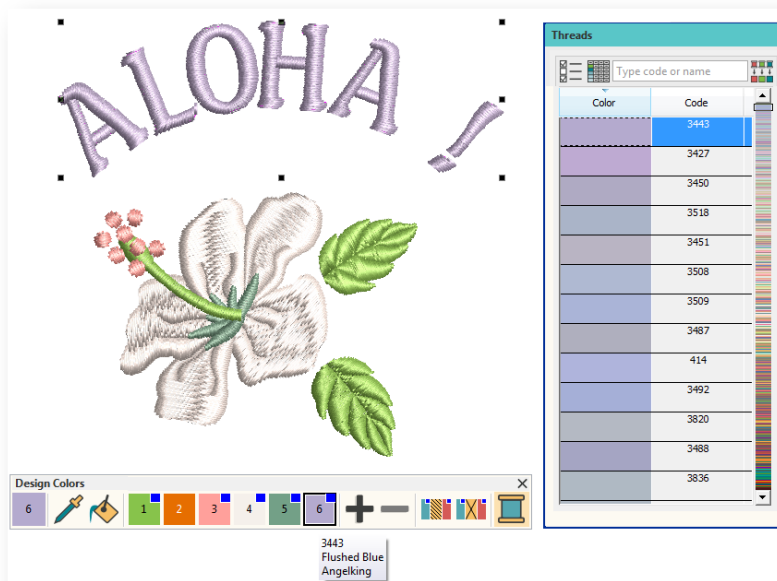 ALOHA !
Threads
Type code or name
Color Code
3443
3427
3450
3518
3451
3508
3509
3487
414
3492
3820
3488
3836
Design Colors
6 1 2 3 4 5 6
3443
Flushed Blue
Angelking